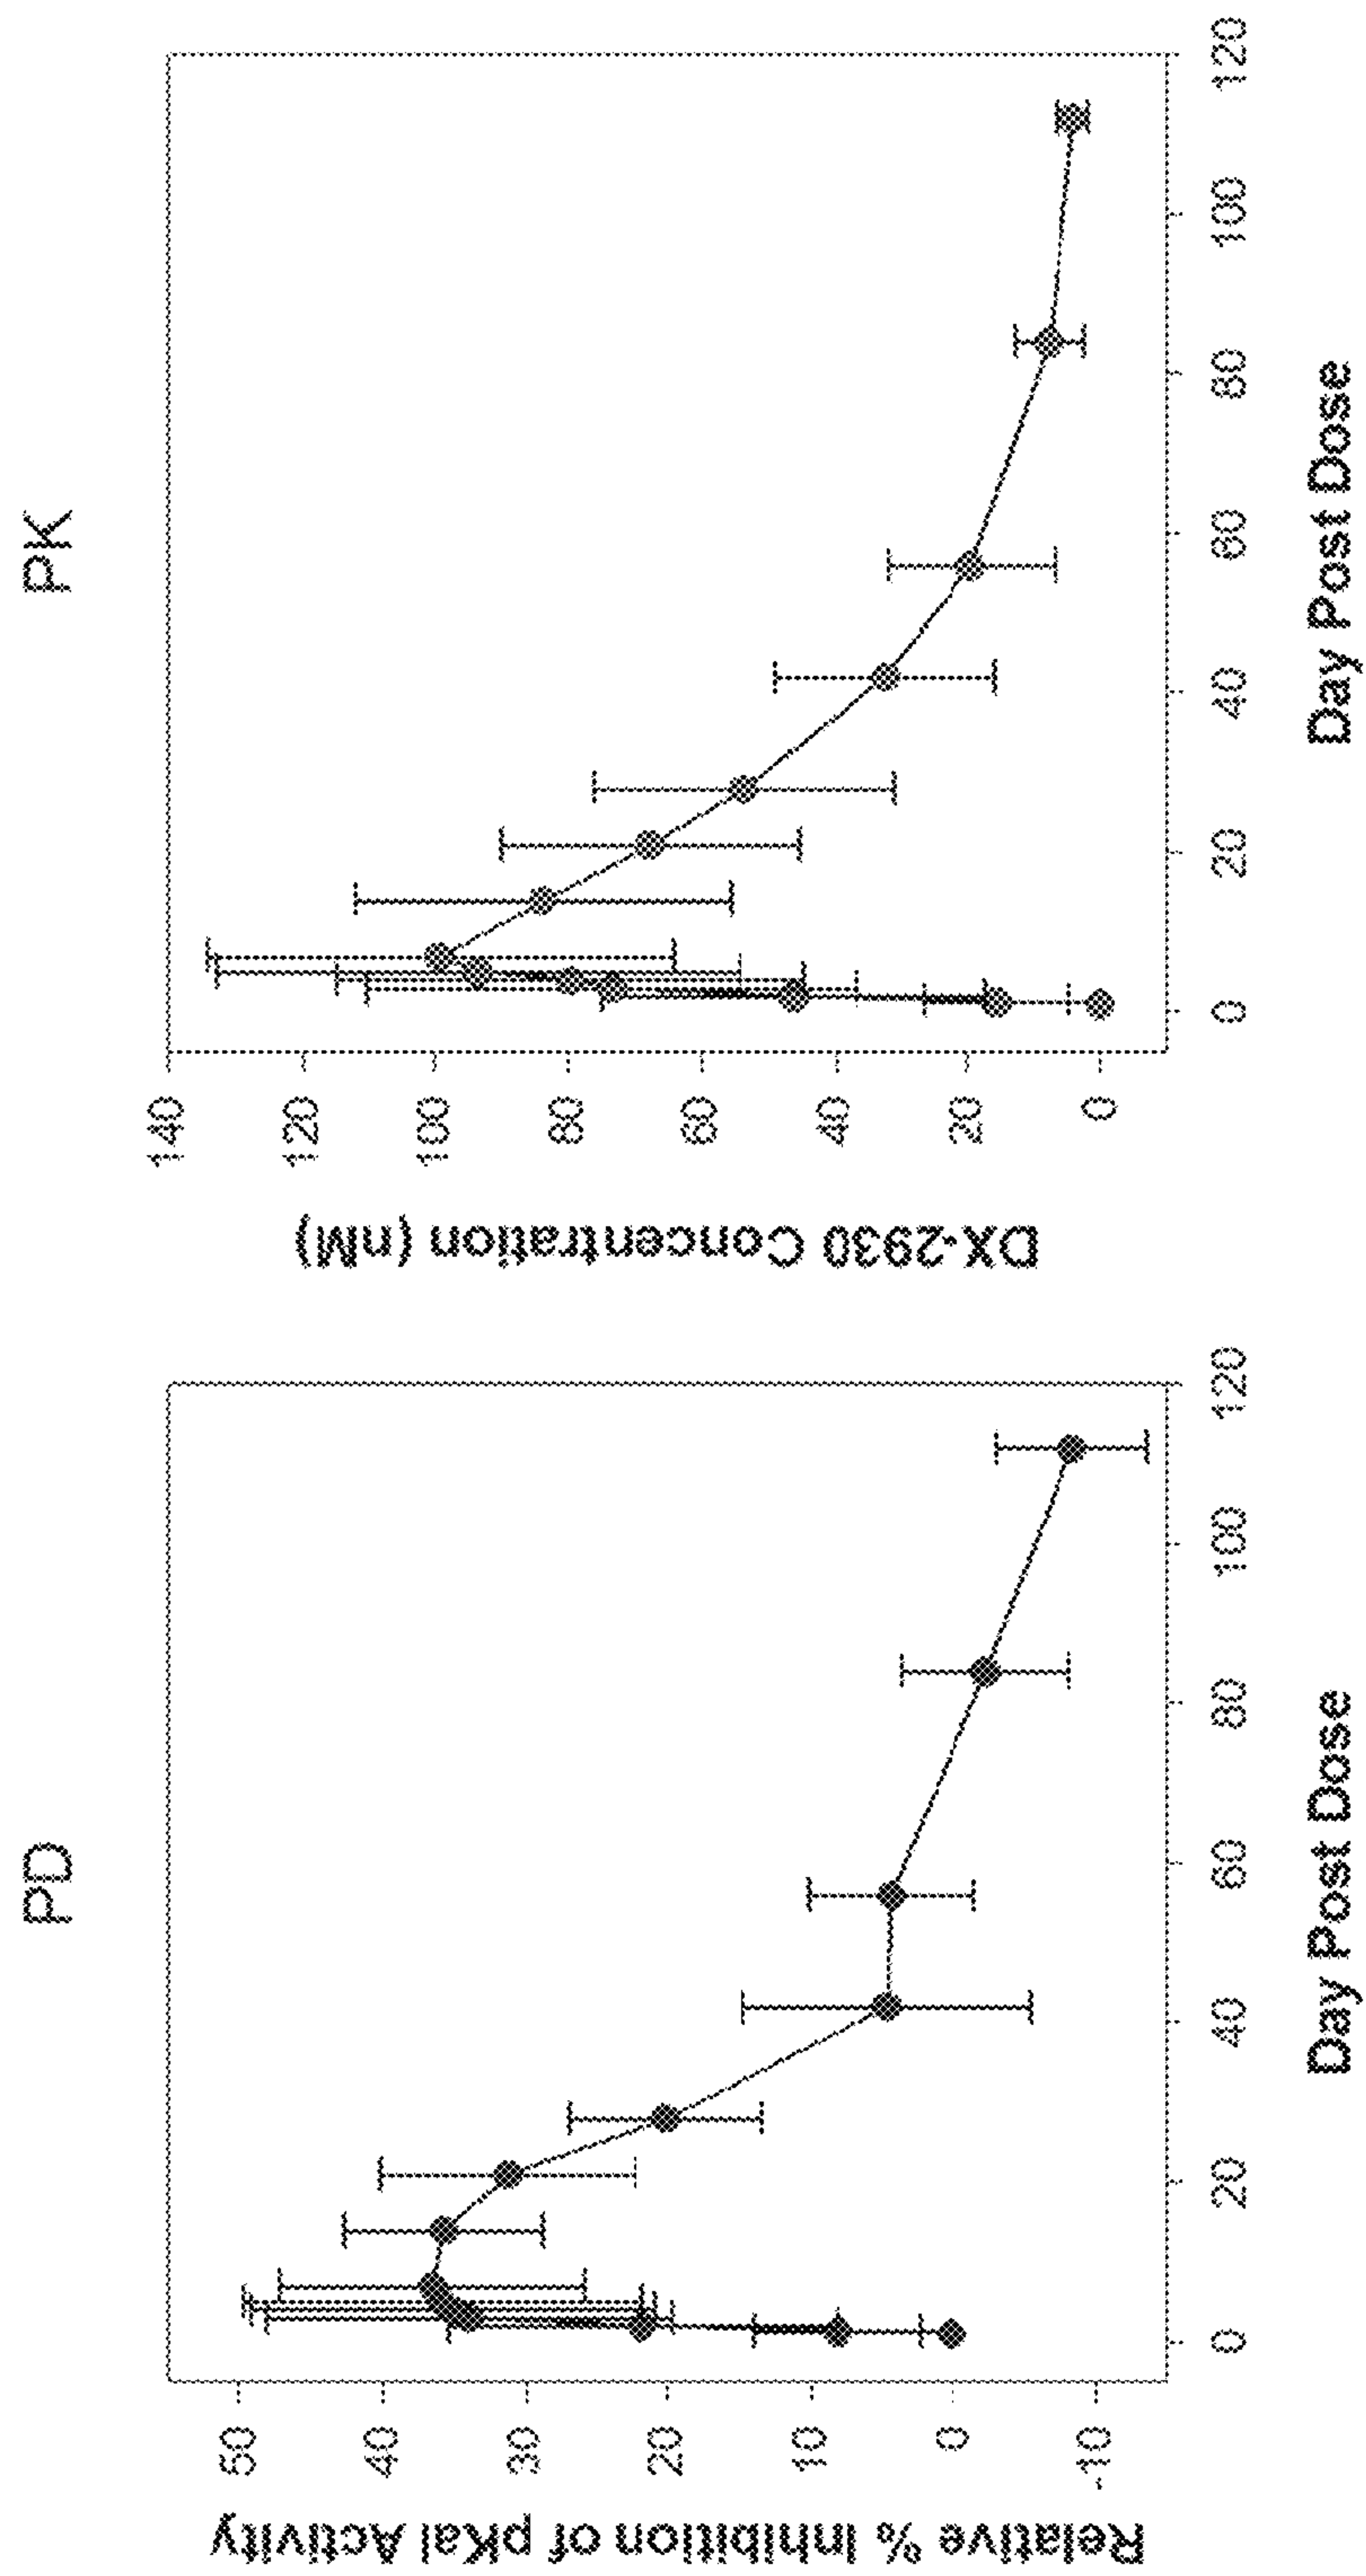 PD
Relative % Inhibition of pKal Activity
50
40
30
20
10
0
-10
0 20 40 60 80 100 120
Day Post Dose
PK
DX-2930 Concentration (nM)
140
120
100
80
60
40
20
0
0 20 40 60 80 100 120
Day Post Dose